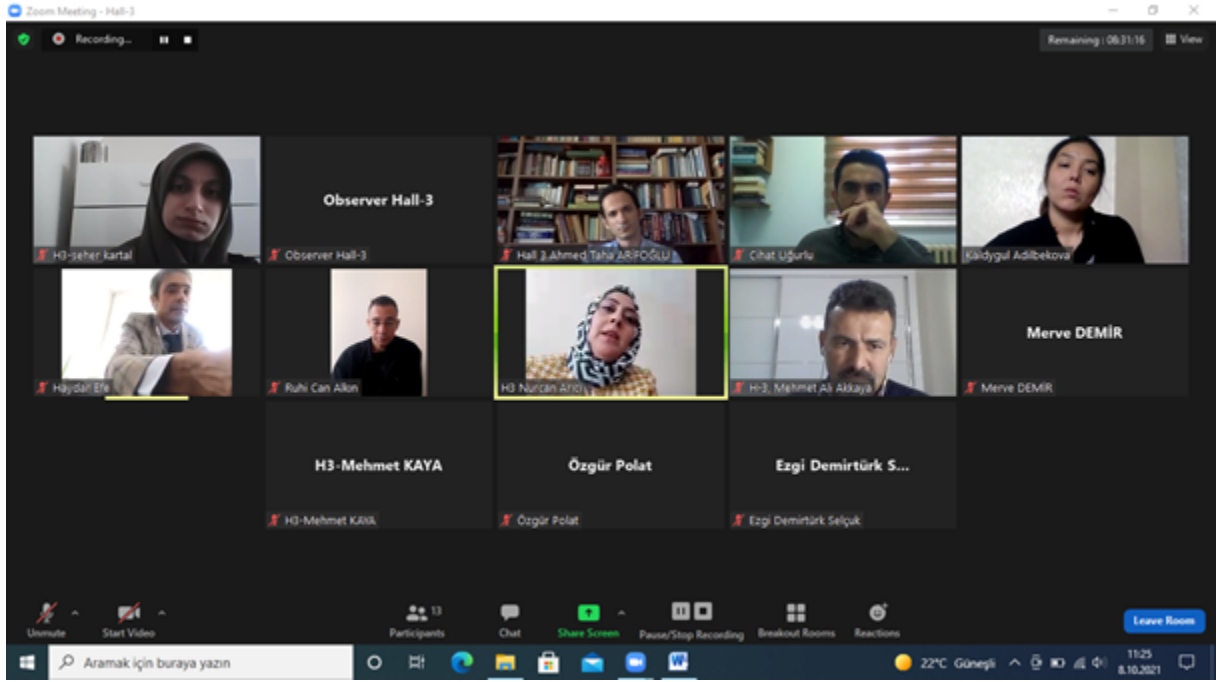 Zoom Meeting - Hall-3
Recording...
Remaining : 08:31:16
View
H3-seher kartal
Observer Hall-3
Observer Hall-3
Hall 3 Ahmed Taha ARİFOĞLU
Cihat Uğurlu
Kaldygul Adilbekova
Haydar Efe
Ruhi Can Alkın
H3 Nurcan Arıcı
H-3, Mehmet Ali Akkaya
Merve DEMİR
Merve DEMİR
H3-Mehmet KAYA
H3-Mehmet KAYA
Özgür Polat
Özgür Polat
Ezgi Demirtürk S...
Ezgi Demirtürk Selçuk
Unmute
Start Video
13
Participants
Chat
Share Screen
Pause/Stop Recording
Breakout Rooms
Reactions
Leave Room
Aramak için buraya yazın
22°C Güneşli
11:25
8.10.2021